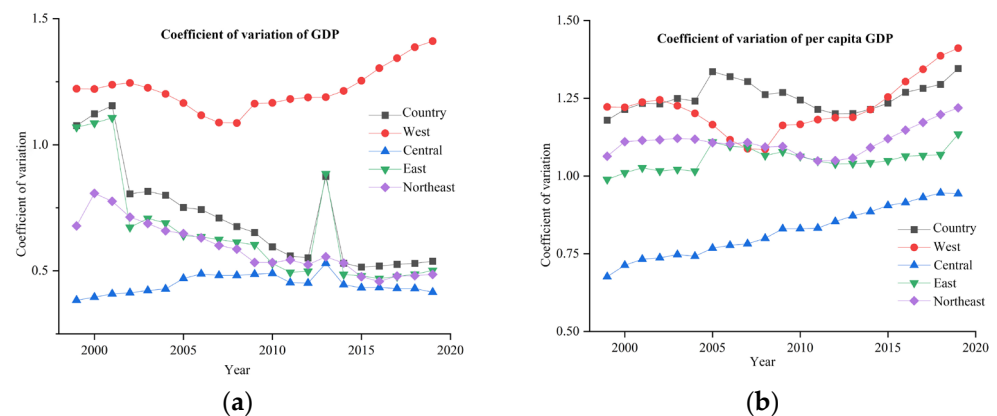 Coefficient of variation of GDP
Coefficient of variation
1.5
1.0
0.5
Country
West
Central
East
Northeast
2000
2005
2010
2015
2020
Year
(a)
Coefficient of variation of per capita GDP
Coefficient of variation
1.50
1.25
1.00
0.75
0.50
Country
West
Central
East
Northeast
2000
2005
2010
2015
2020
Year
(b)